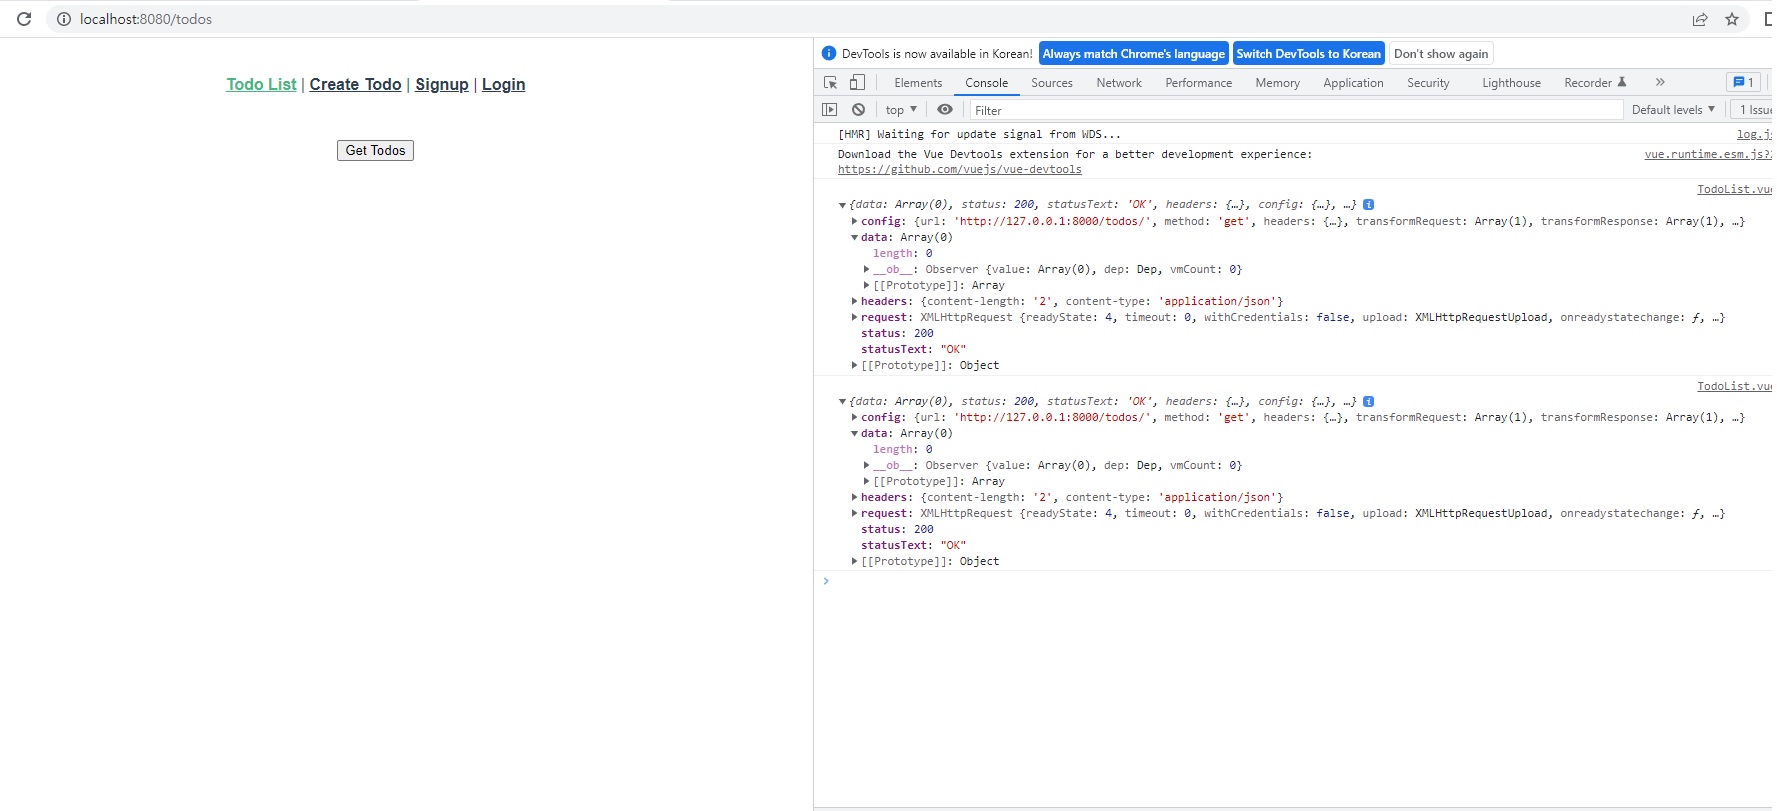 localhost:8080/todos
Todo List | Create Todo | Signup | Login
Get Todos
DevTools is now available in Korean! Always match Chrome's language Switch DevTools to Korean Don't show again
Elements Console Sources Network Performance Memory Application Security Lighthouse Recorder » 1
top ▼ Filter Default levels ▼ 1 Issue
[HMR] Waiting for update signal from WDS... log.js
Download the Vue Devtools extension for a better development experience: vue.runtime.esm.js?
https://github.com/vuejs/vue-devtools
TodoList.vue
▼{data: Array(0), status: 200, statusText: 'OK', headers: {…}, config: {…}, …} i
▶config: {url: 'http://127.0.0.1:8000/todos/', method: 'get', headers: {…}, transformRequest: Array(1), transformResponse: Array(1), …}
▼data: Array(0)
length: 0
▶__ob__: Observer {value: Array(0), dep: Dep, vmCount: 0}
▶[[Prototype]]: Array
▶headers: {content-length: '2', content-type: 'application/json'}
▶request: XMLHttpRequest {readyState: 4, timeout: 0, withCredentials: false, upload: XMLHttpRequestUpload, onreadystatechange: ƒ, …}
status: 200
statusText: "OK"
▶[[Prototype]]: Object
TodoList.vue
▼{data: Array(0), status: 200, statusText: 'OK', headers: {…}, config: {…}, …} i
▶config: {url: 'http://127.0.0.1:8000/todos/', method: 'get', headers: {…}, transformRequest: Array(1), transformResponse: Array(1), …}
▼data: Array(0)
length: 0
▶__ob__: Observer {value: Array(0), dep: Dep, vmCount: 0}
▶[[Prototype]]: Array
▶headers: {content-length: '2', content-type: 'application/json'}
▶request: XMLHttpRequest {readyState: 4, timeout: 0, withCredentials: false, upload: XMLHttpRequestUpload, onreadystatechange: ƒ, …}
status: 200
statusText: "OK"
▶[[Prototype]]: Object